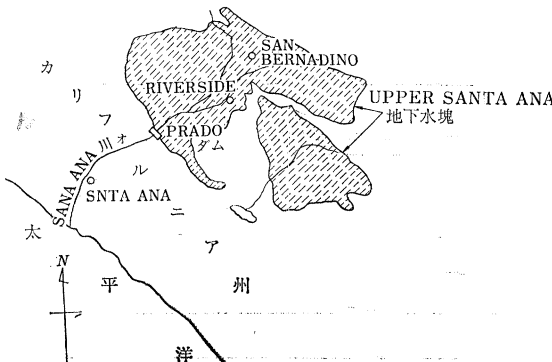 SAN
BERNADINO
RIVERSIDE
UPPER SANTA ANA
地下水塊
PRADO
ダム
SANA ANA 川
SNTA ANA
カリフォルニア州
太平洋
N